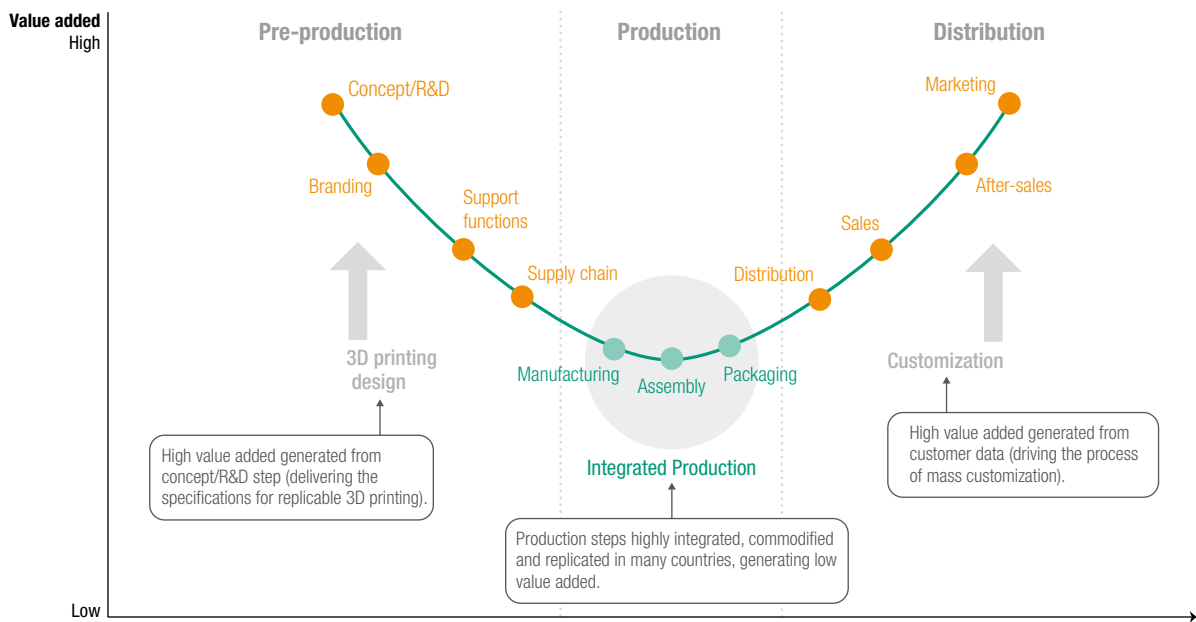 Value added
High
Pre-production
Production
Distribution
Concept/R&D
Marketing
Branding
After-sales
Support
functions
Sales
Supply chain
Distribution
3D printing
design
Manufacturing
Assembly
Packaging
Customization
High value added generated from
concept/R&D step (delivering the
specifications for replicable 3D printing).
Integrated Production
High value added generated from
customer data (driving the process
of mass customization).
Production steps highly integrated, commodified
and replicated in many countries, generating low
value added.
Low